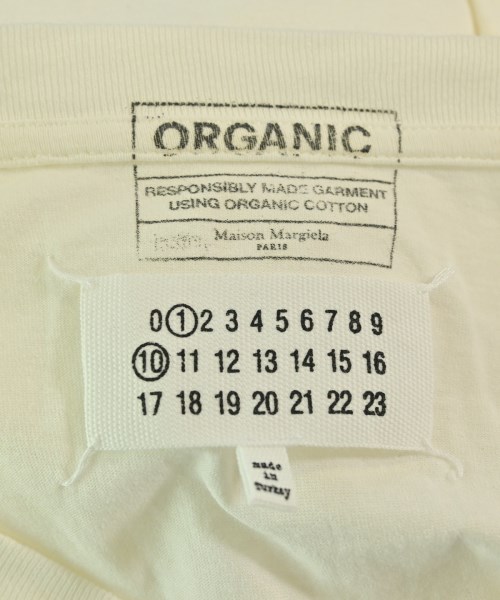 ORGANIC
RESPONSIBLY MADE GARMENT
USING ORGANIC COTTON
Maison Margiela
PARIS
0 1 2 3 4 5 6 7 8 9
10 11 12 13 14 15 16
17 18 19 20 21 22 23
made
in
Turkey